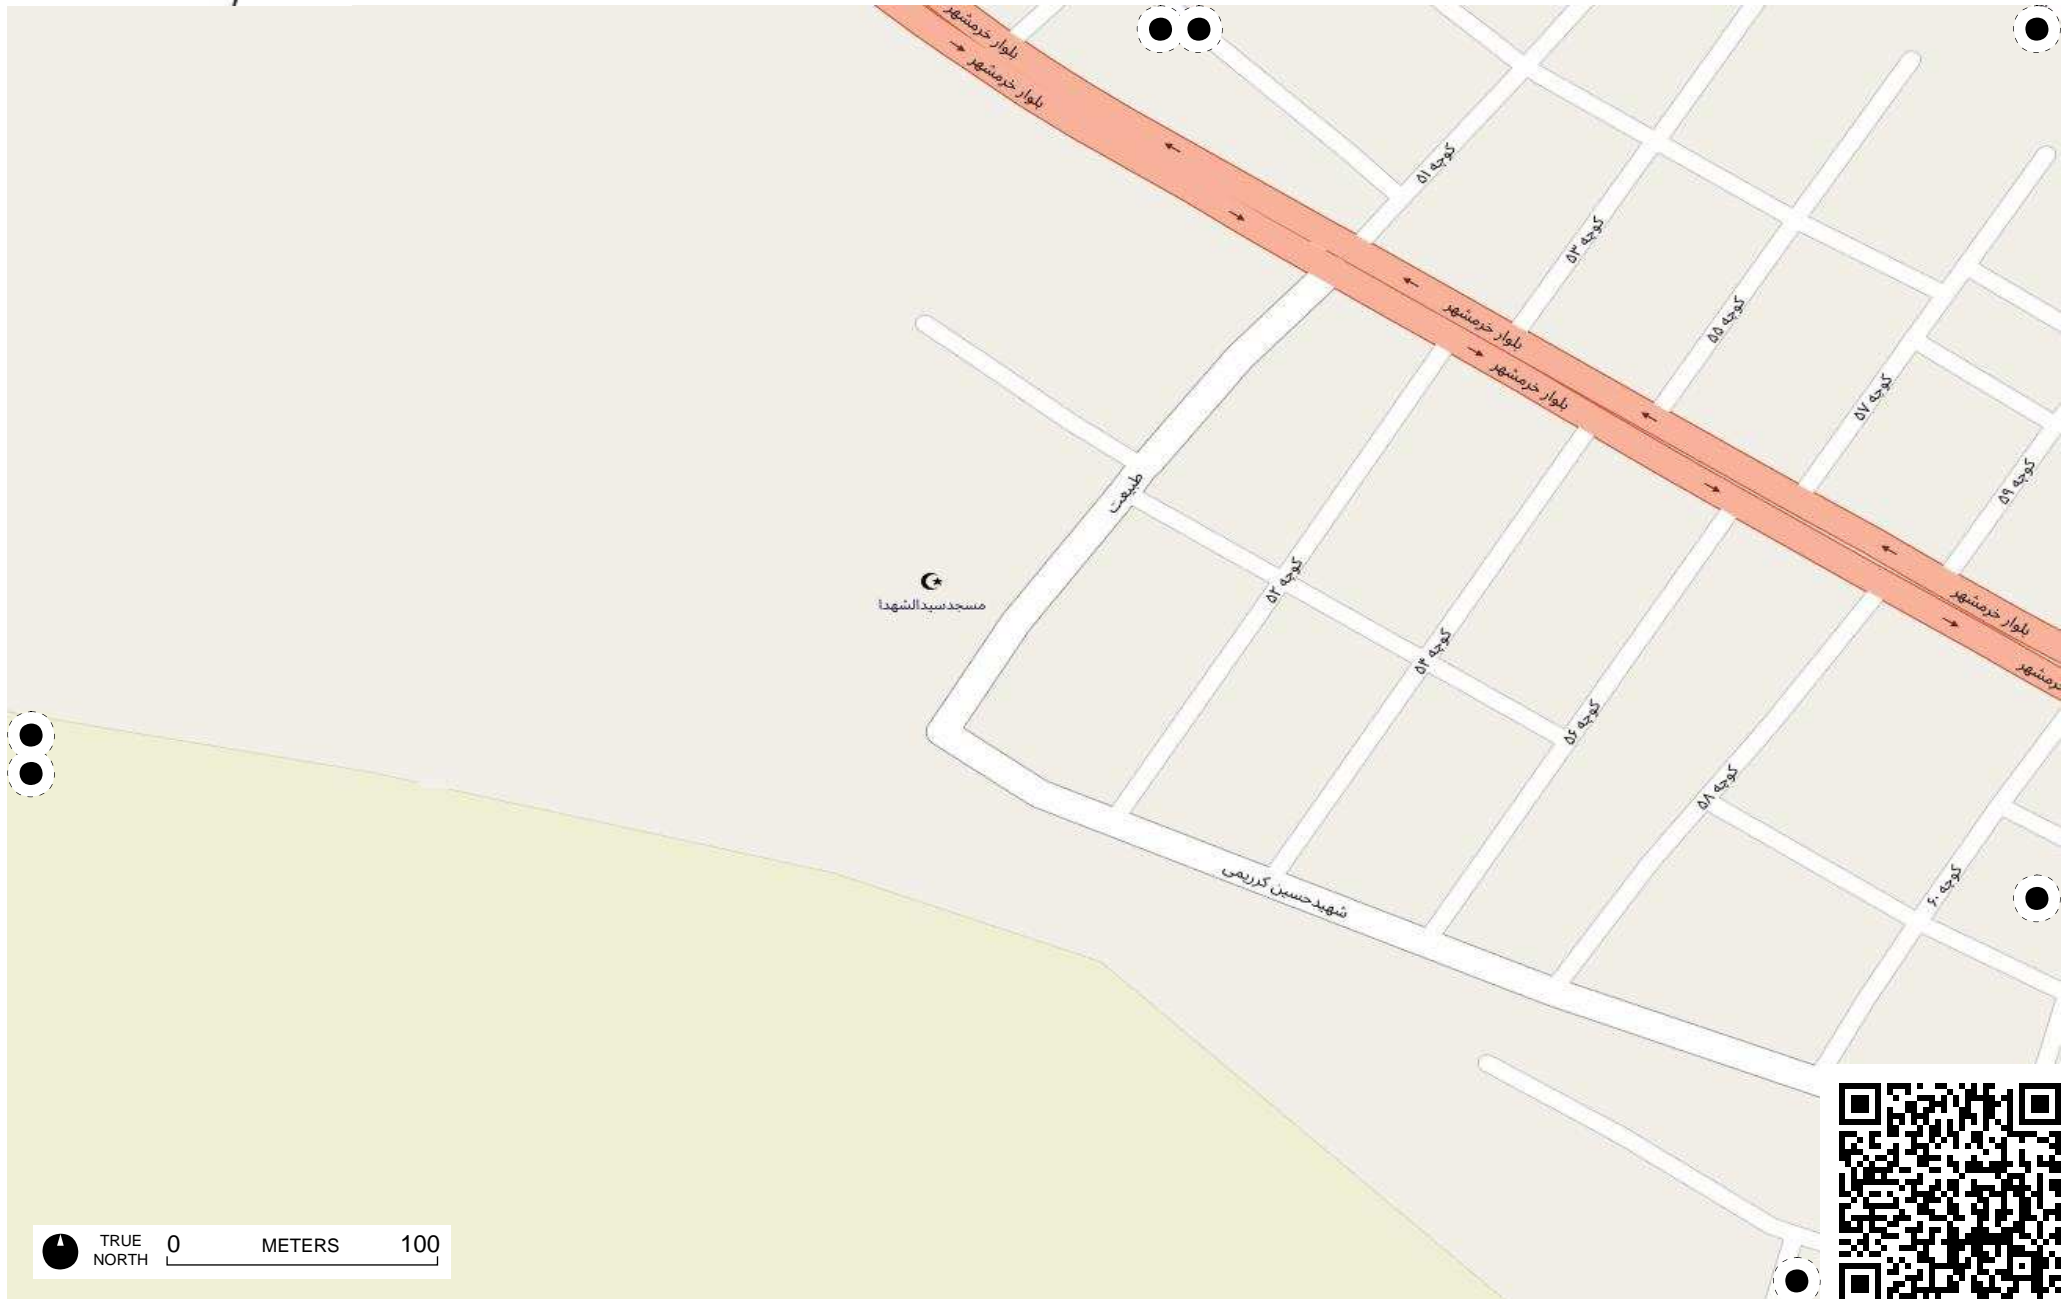 بلوار خرمشهر
بلوار خرمشهر
کوچه ۵۱
کوچه ۵۳
کوچه ۵۵
بلوار خرمشهر
بلوار خرمشهر
کوچه ۵۷
کوچه ۵۹
طبیعت
کوچه ۵۲
مسجدسیدالشهدا
بلوار خرمشهر
کوچه ۵۴
خرمشهر
کوچه ۵۶
کوچه ۵۸
کوچه ۶۰
شهیدحسین کرریمی
TRUE NORTH
0 METERS 100